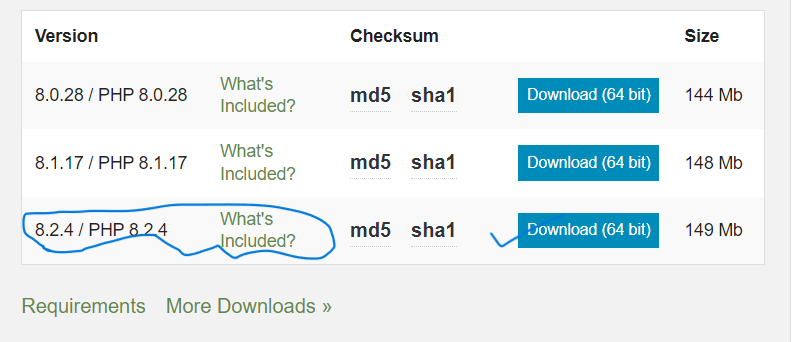 Version Checksum Size
8.0.28 / PHP 8.0.28 What's Included? md5 sha1 Download (64 bit) 144 Mb
8.1.17 / PHP 8.1.17 What's Included? md5 sha1 Download (64 bit) 148 Mb
8.2.4 / PHP 8.2.4 What's Included? md5 sha1 Download (64 bit) 149 Mb
Requirements More Downloads »